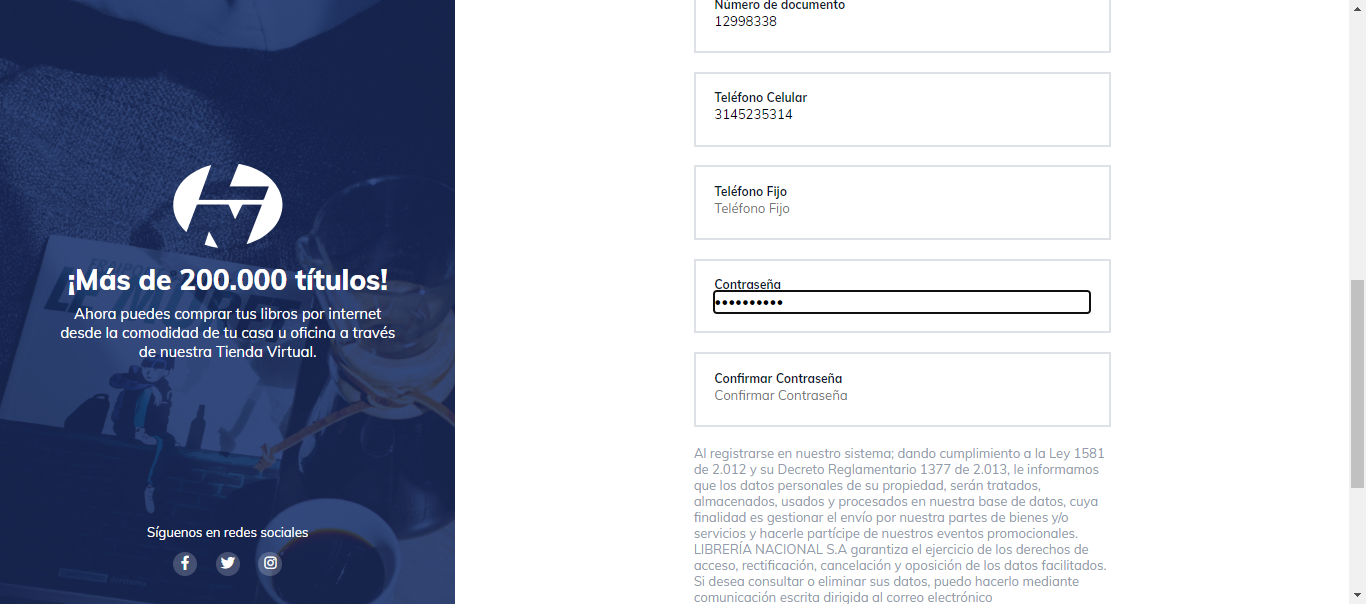 ¡Más de 200.000 títulos!
Ahora puedes comprar tus libros por internet
desde la comodidad de tu casa u oficina a través
de nuestra Tienda Virtual.
Síguenos en redes sociales
Número de documento
12998338
Teléfono Celular
3145235314
Teléfono Fijo
Teléfono Fijo
Contraseña
••••••••••
Confirmar Contraseña
Confirmar Contraseña
Al registrarse en nuestro sistema; dando cumplimiento a la Ley 1581
de 2.012 y su Decreto Reglamentario 1377 de 2.013, le informamos
que los datos personales de su propiedad, serán tratados,
almacenados, usados y procesados en nuestra base de datos, cuya
finalidad es gestionar el envío por nuestra partes de bienes y/o
servicios y hacerle partícipe de nuestros eventos promocionales.
LIBRERÍA NACIONAL S.A garantiza el ejercicio de los derechos de
acceso, rectificación, cancelación y oposición de los datos facilitados.
Si desea consultar o eliminar sus datos, puedo hacerlo mediante
comunicación escrita dirigida al correo electrónico